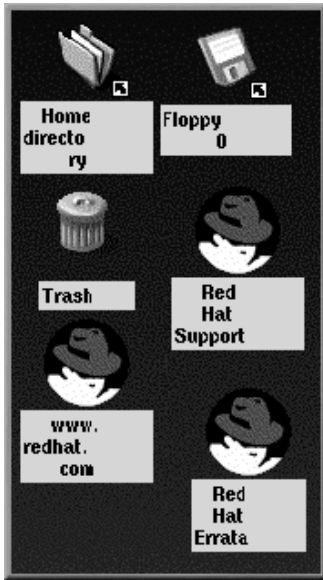 Home
directo
ry
Floppy
0
Trash
Red
Hat
Support
www.
redhat.
com
Red
Hat
Errata